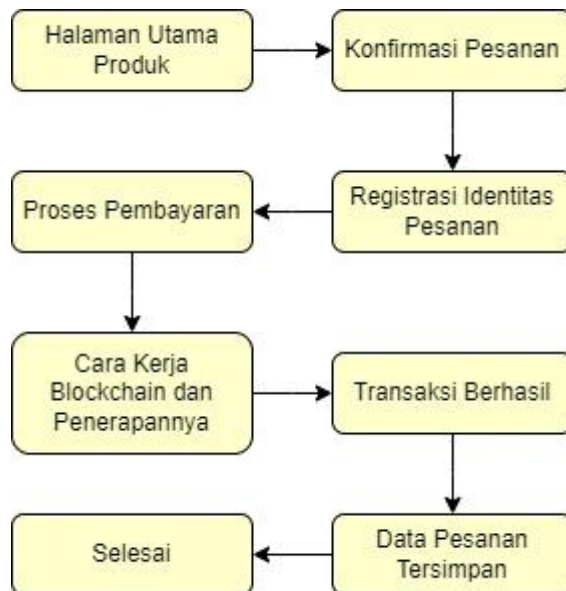 Halaman Utama
Produk
Konfirmasi Pesanan
Registrasi Identitas
Pesanan
Proses Pembayaran
Cara Kerja
Blockchain dan
Penerapannya
Transaksi Berhasil
Data Pesanan
Tersimpan
Selesai